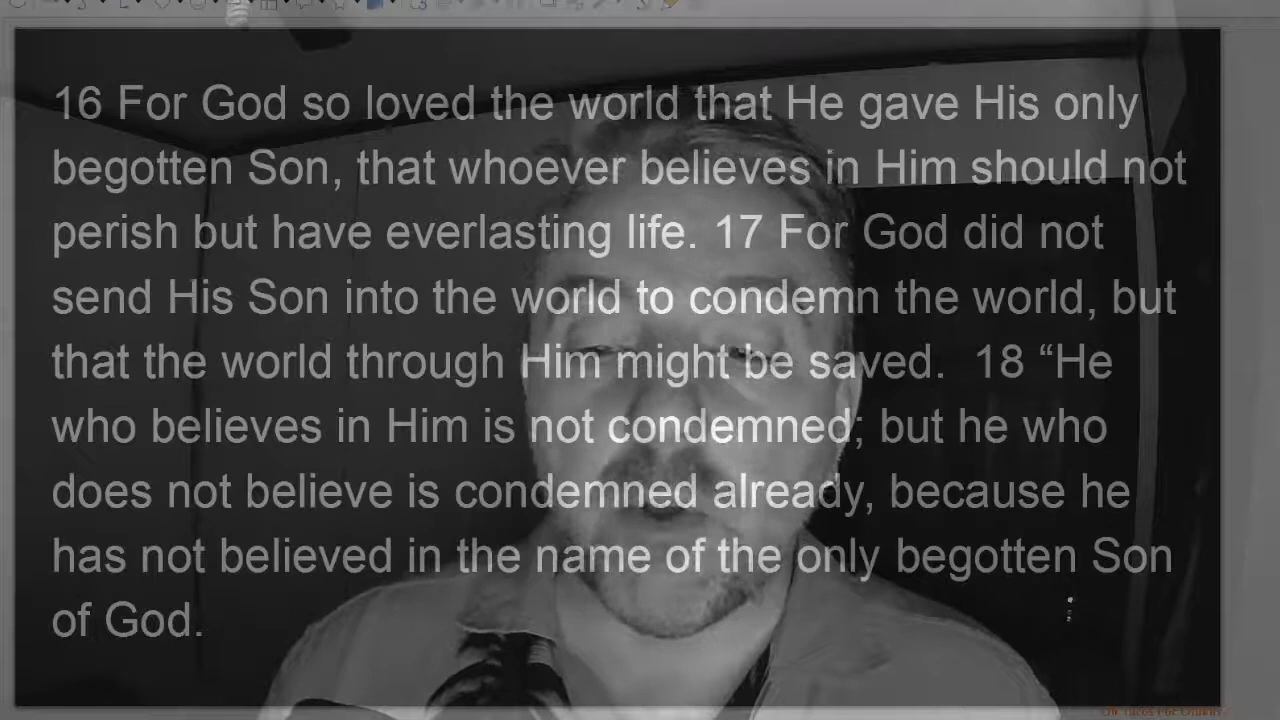 16 For God so loved the world that He gave His only
begotten Son, that whoever believes in Him should not
perish but have everlasting life. 17 For God did not
send His Son into the world to condemn the world, but
that the world through Him might be saved.  18 “He
who believes in Him is not condemned; but he who
does not believe is condemned already, because he
has not believed in the name of the only begotten Son
of God.